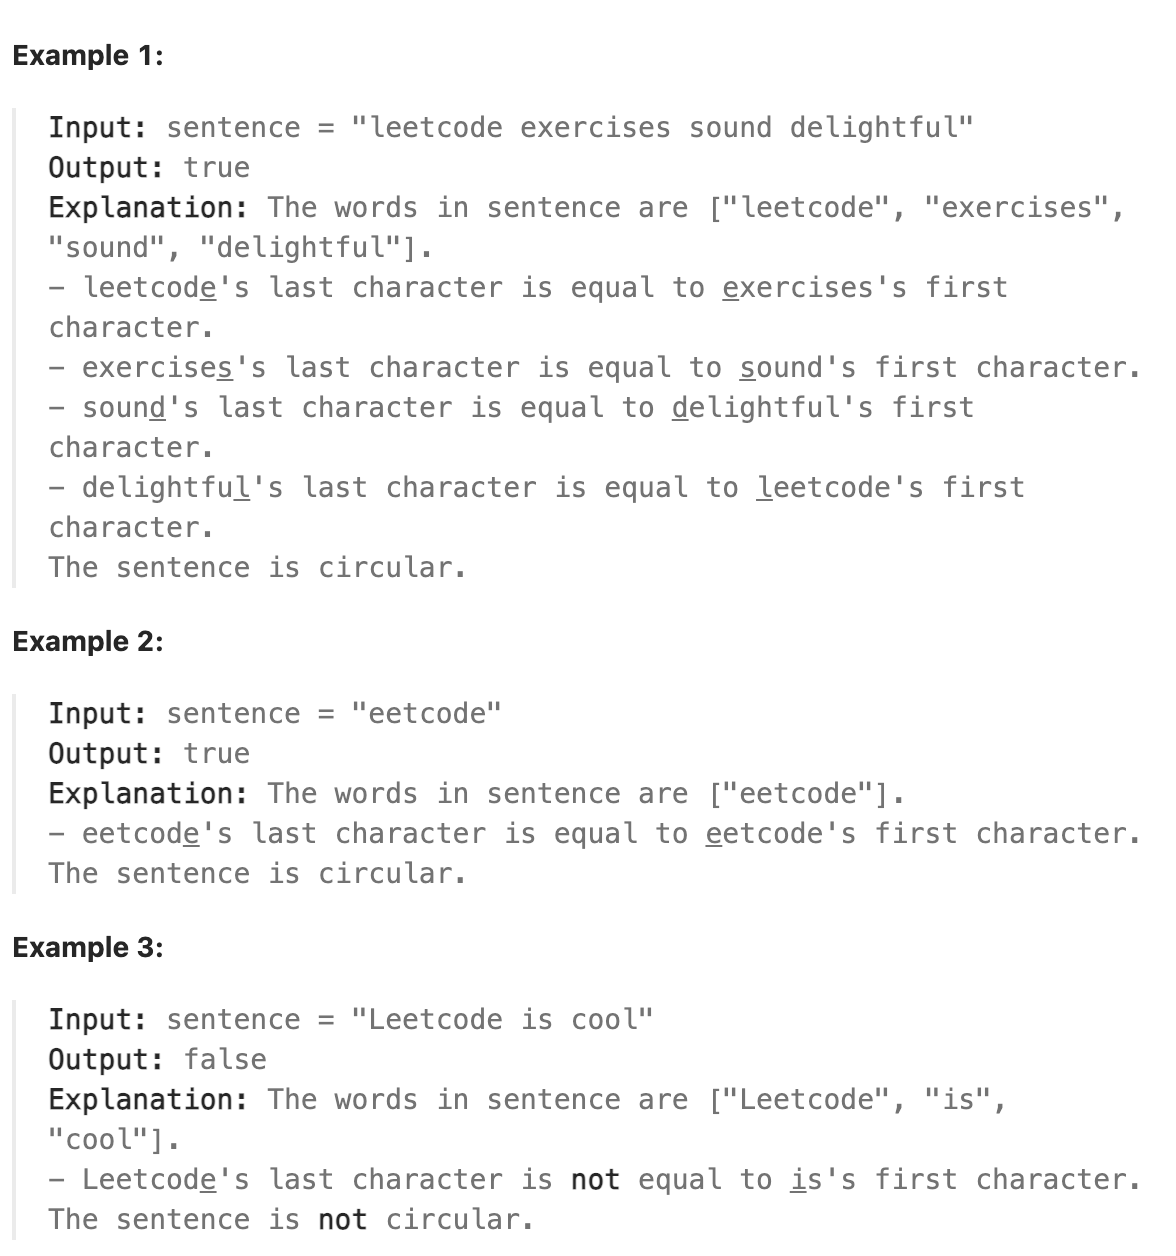 Example 1:
Input: sentence = "leetcode exercises sound delightful"
Output: true
Explanation: The words in sentence are ["leetcode", "exercises",
"sound", "delightful"].
– leetcode's last character is equal to exercises's first
character.
– exercises's last character is equal to sound's first character.
– sound's last character is equal to delightful's first
character.
– delightful's last character is equal to leetcode's first
character.
The sentence is circular.
Example 2:
Input: sentence = "eetcode"
Output: true
Explanation: The words in sentence are ["eetcode"].
– eetcode's last character is equal to eetcode's first character.
The sentence is circular.
Example 3:
Input: sentence = "Leetcode is cool"
Output: false
Explanation: The words in sentence are ["Leetcode", "is",
"cool"].
– Leetcode's last character is not equal to is's first character.
The sentence is not circular.